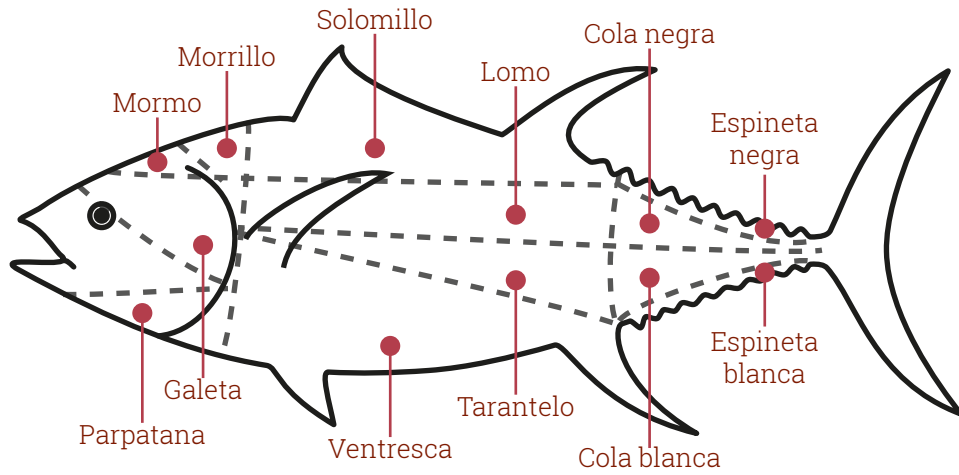 Solomillo
Cola negra
Morrillo
Lomo
Mormo
Espineta
negra
Espineta
blanca
Galeta
Tarantelo
Parpatana
Ventresca
Cola blanca